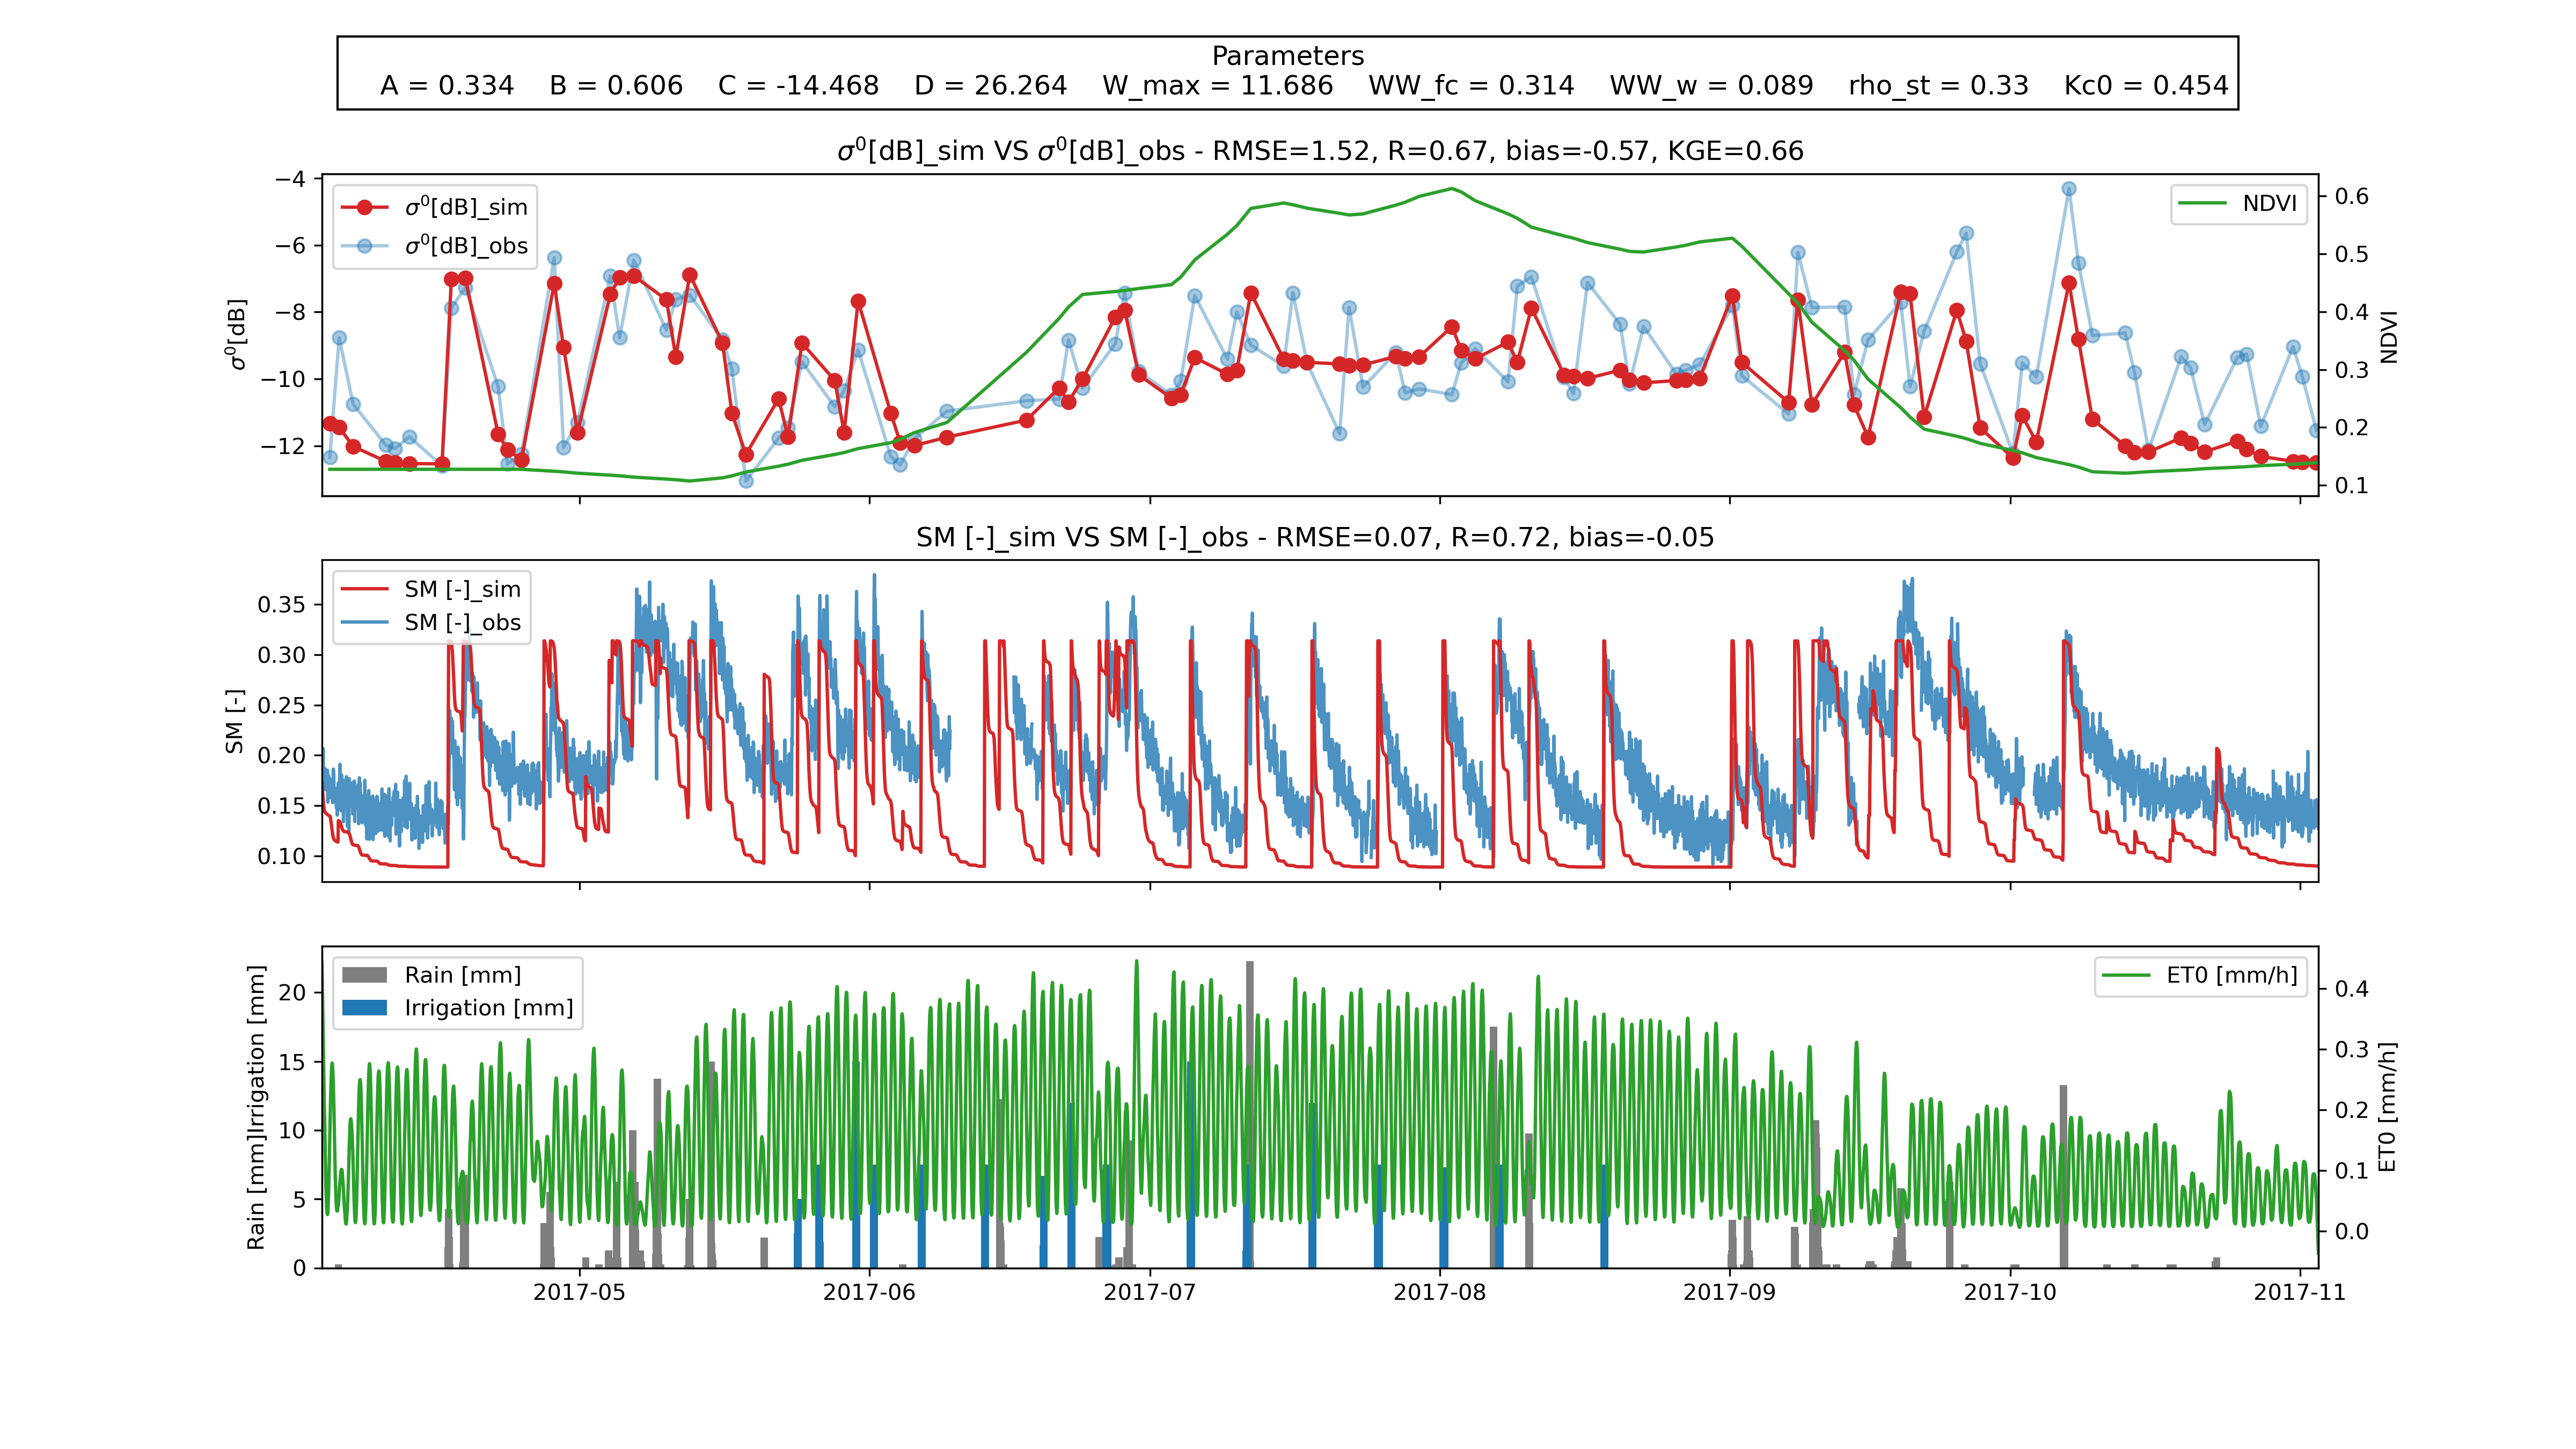 Parameters
A = 0.334 B = 0.606 C = -14.468 D = 26.264 W_max = 11.686 WW_fc = 0.314 WW_w = 0.089 rho_st = 0.33 Kc0 = 0.454
σ⁰[dB]_sim VS σ⁰[dB]_obs - RMSE=1.52, R=0.67, bias=-0.57, KGE=0.66
σ⁰[dB]_sim
σ⁰[dB]_obs
NDVI
−4
−6
−8
−10
−12
σ⁰[dB]
0.6
0.5
0.4
0.3
0.2
0.1
NDVI
SM [-]_sim VS SM [-]_obs - RMSE=0.07, R=0.72, bias=-0.05
SM [-]_sim
SM [-]_obs
0.35
0.30
0.25
0.20
0.15
0.10
SM [-]
Rain [mm]
Irrigation [mm]
ET0 [mm/h]
20
15
10
5
0
Rain [mm]Irrigation [mm]
0.4
0.3
0.2
0.1
0.0
ET0 [mm/h]
2017-05 2017-06 2017-07 2017-08 2017-09 2017-10 2017-11